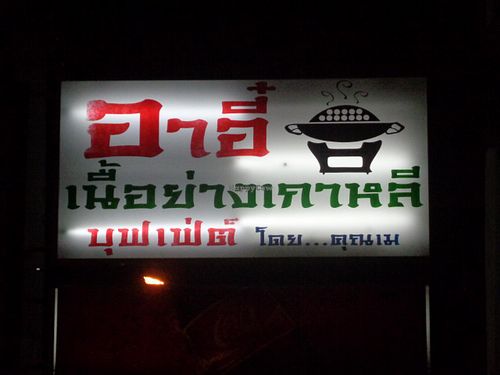 อาอี๋
เนื้อย่างเกาหลี
บุฟเฟ่ต์ โดย...คุณเม